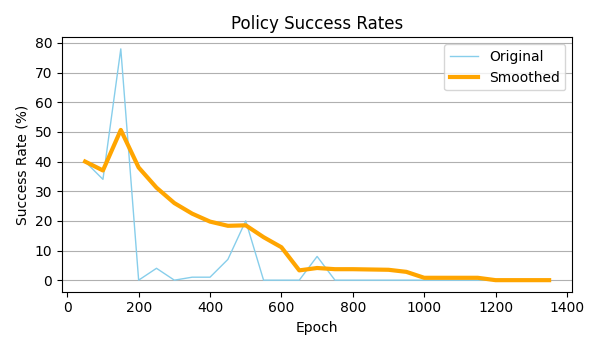 Policy Success Rates
Success Rate (%)
80
70
60
50
40
30
20
10
0
Original
Smoothed
0 200 400 600 800 1000 1200 1400
Epoch